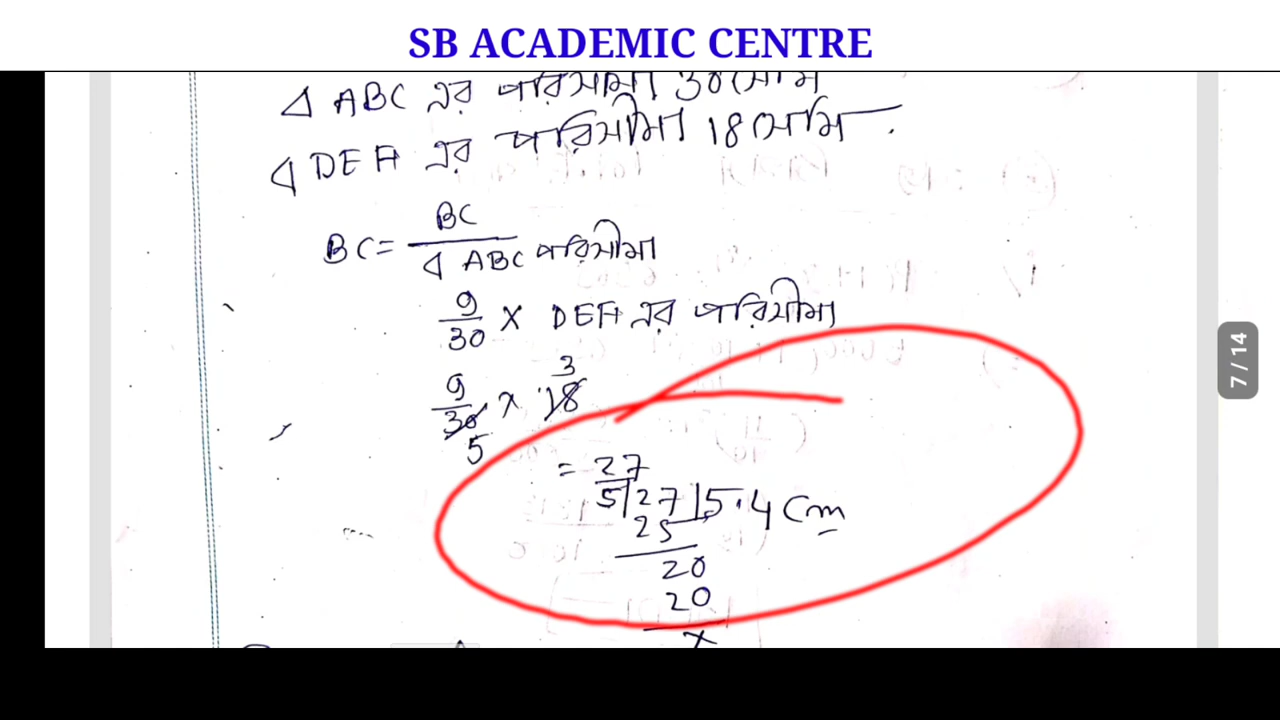 SB ACADEMIC CENTRE
◁ ABC এর পরিসীমা 30 সেমি
◁ DEF এর পরিসীমা 18 সেমি.
BC = BC / ◁ ABC পরিসীমা
9/30 X DEF এর পরিসীমা
3
9/30 x 18
5
= 27
5|27|5.4 Cm
25
20
20
x
7 / 14